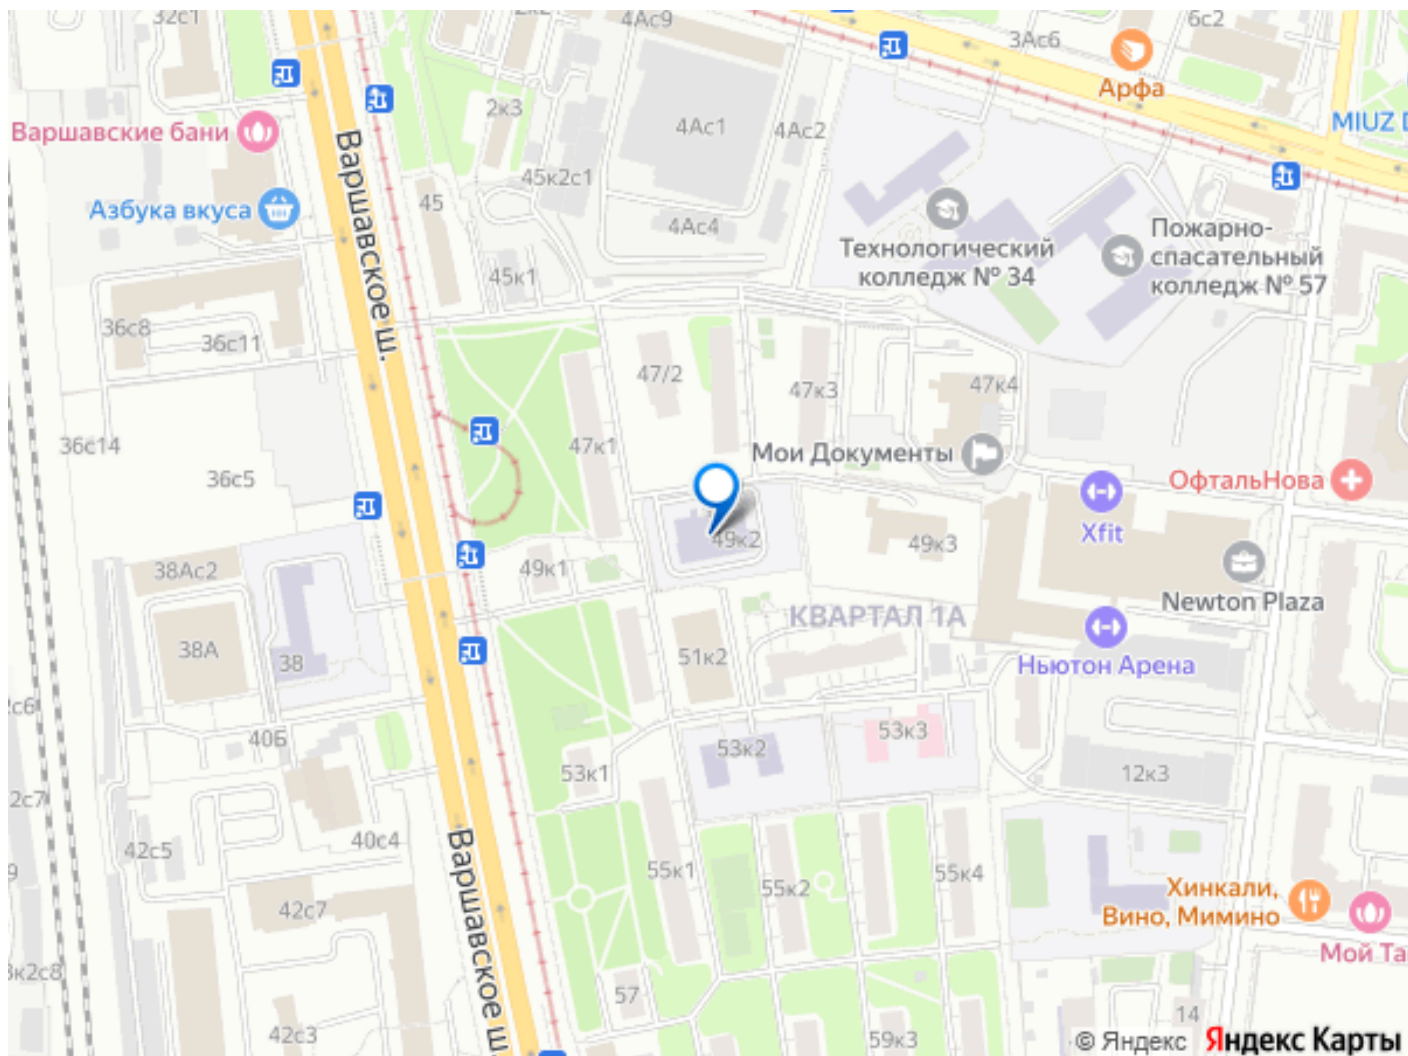 32с1
2к2
4Ас9
6с2
3Ас6
Арфа
2к3
4Ас1
4Ас2
MIUZ D
Варшавские бани
Варшавское ш.
45к2с1
Азбука вкуса
45
4Ас4
Пожарно-
спасательный
колледж № 57
Технологический
колледж № 34
45к1
36с8
36с11
47/2
47к3
47к4
36с14
47к1
Мои Документы
36с5
ОфтальНова
Xfit
49к2
49к3
38Ас2
49к1
Newton Plaza
КВАРТАЛ 1А
38А
38
51к2
Ньютон Арена
40Б
53к2
53к3
53к1
12к3
42с5
40с4
Варшавское ш.
55к1
55к2
55к4
Хинкали,
Вино, Мимино
42с7
Мой Та
57
42с3
59к3
14
© Яндекс
Яндекс Карты